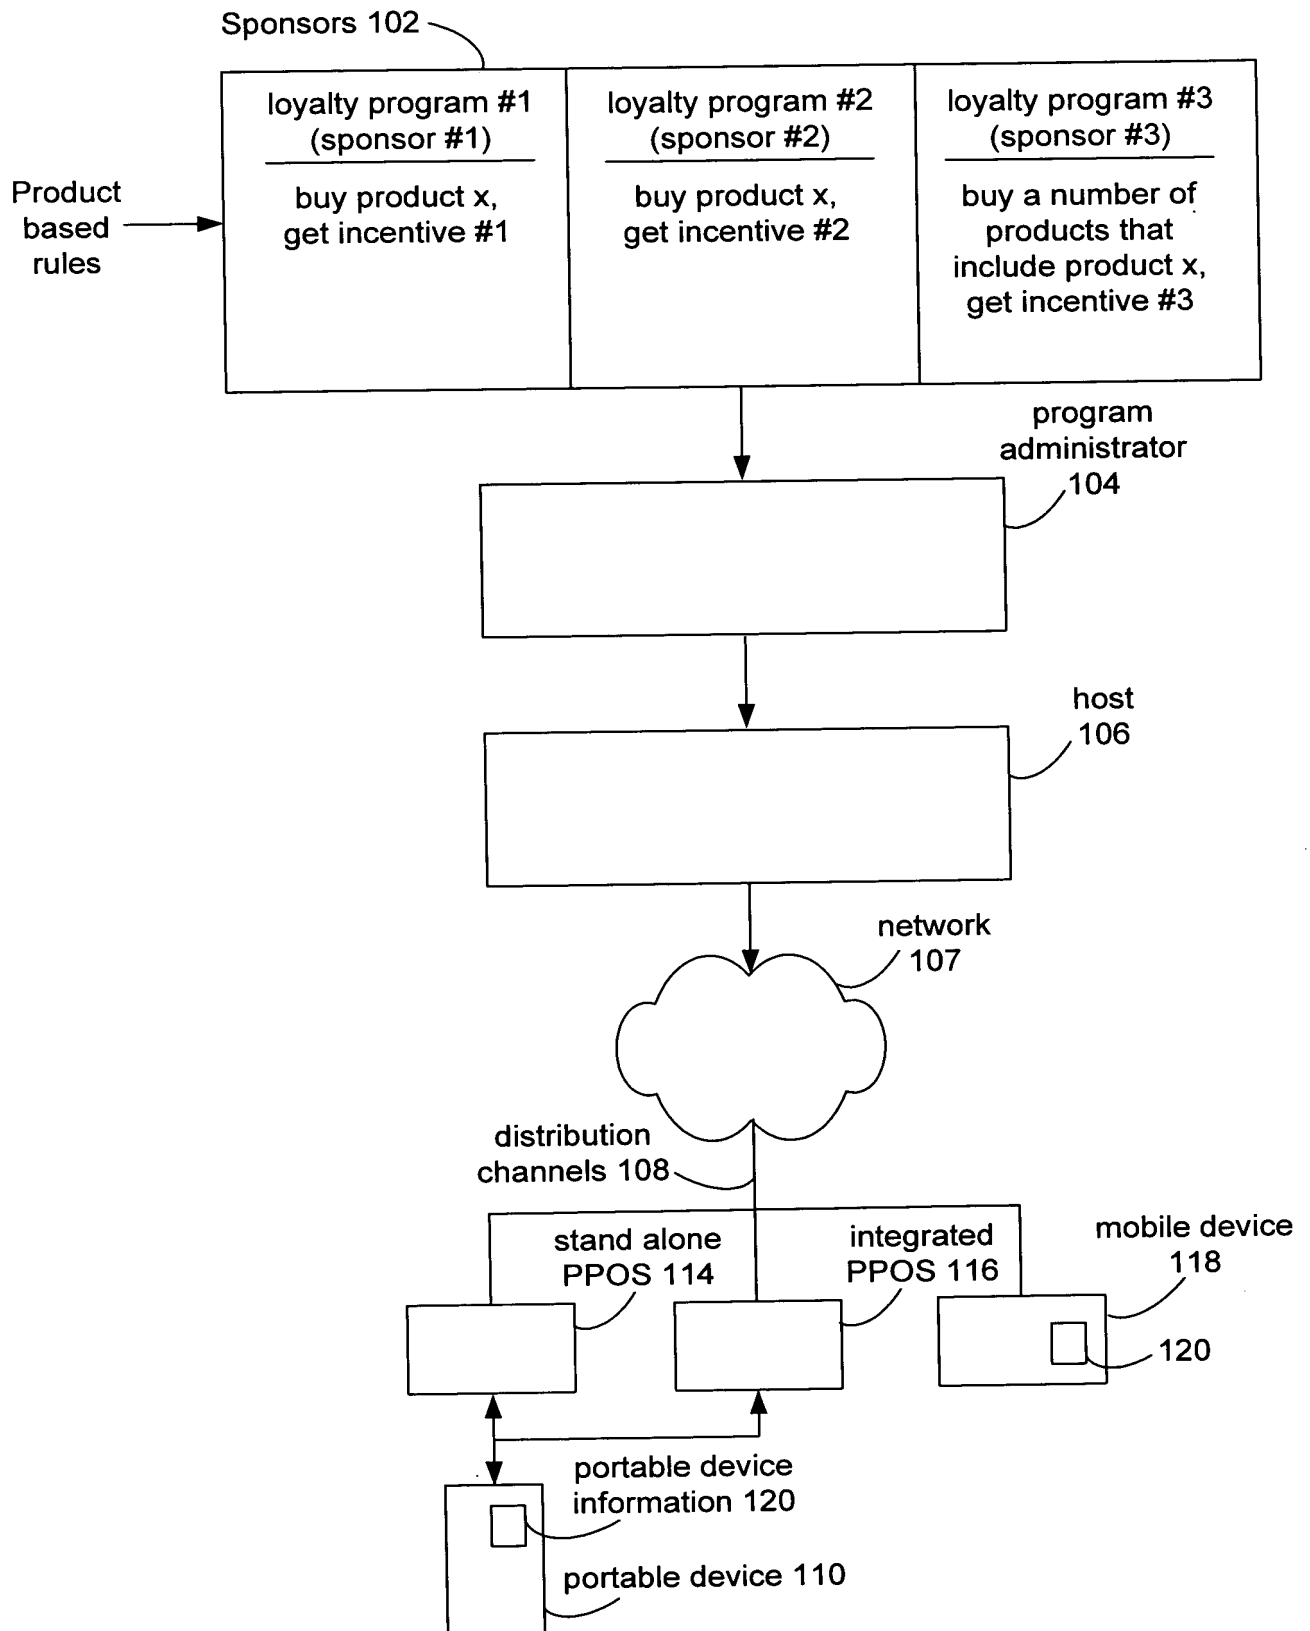 Sponsors 102
loyalty program #1
(sponsor #1)
buy product x,
get incentive #1
loyalty program #2
(sponsor #2)
buy product x,
get incentive #2
loyalty program #3
(sponsor #3)
buy a number of
products that
include product x,
get incentive #3
Product
based
rules
program
administrator
104
host
106
network
107
distribution
channels 108
stand alone
PPOS 114
integrated
PPOS 116
mobile device
118
120
portable device
information 120
portable device 110